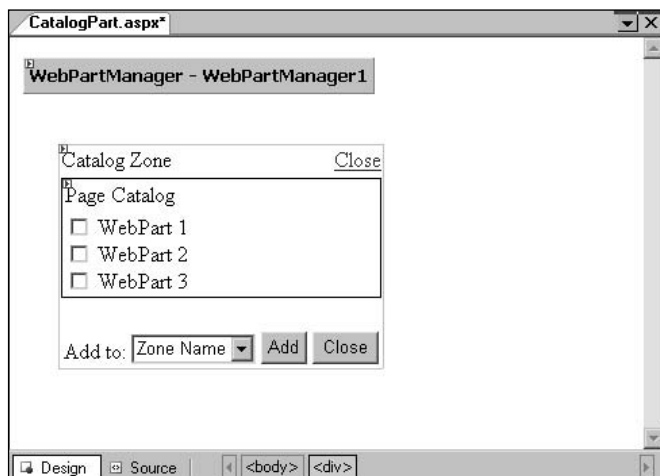 CatalogPart.aspx*
WebPartManager - WebPartManager1
Catalog Zone Close
Page Catalog
WebPart 1
WebPart 2
WebPart 3
Add to: Zone Name Add Close
Design Source <body> <div>